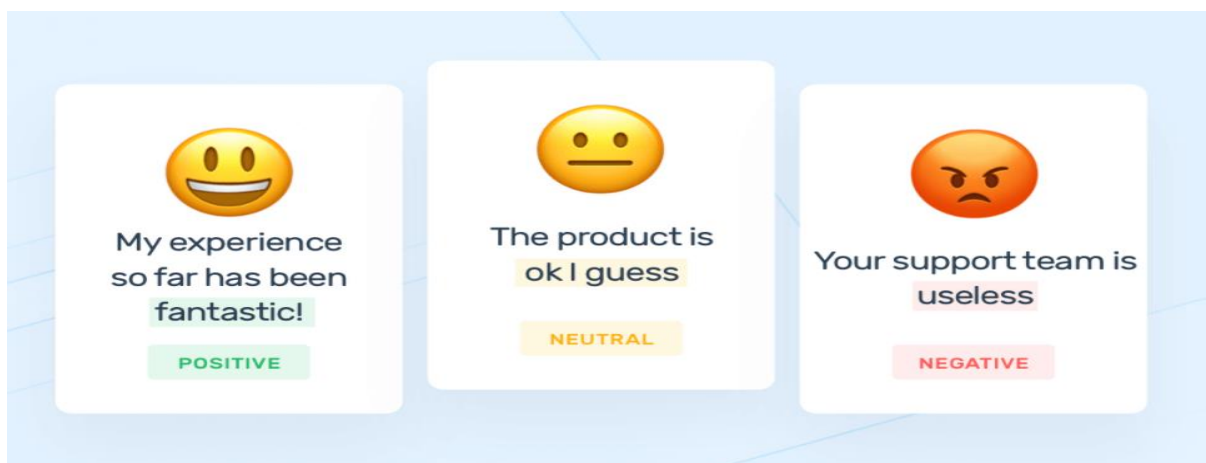 My experience
so far has been
fantastic!
POSITIVE
The product is
ok I guess
NEUTRAL
Your support team is
useless
NEGATIVE